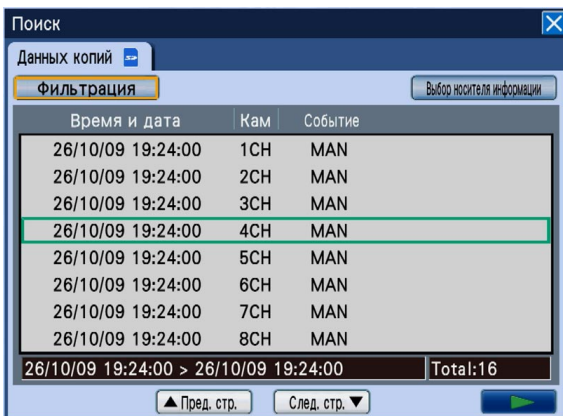 Поиск
Данных копий
Фильтрация
Выбор носителя информации
Время и дата Кам Событие
26/10/09 19:24:00 1CH MAN
26/10/09 19:24:00 2CH MAN
26/10/09 19:24:00 3CH MAN
26/10/09 19:24:00 4CH MAN
26/10/09 19:24:00 5CH MAN
26/10/09 19:24:00 6CH MAN
26/10/09 19:24:00 7CH MAN
26/10/09 19:24:00 8CH MAN
26/10/09 19:24:00 > 26/10/09 19:24:00 Total:16
▲ Пред. стр. След. стр. ▼